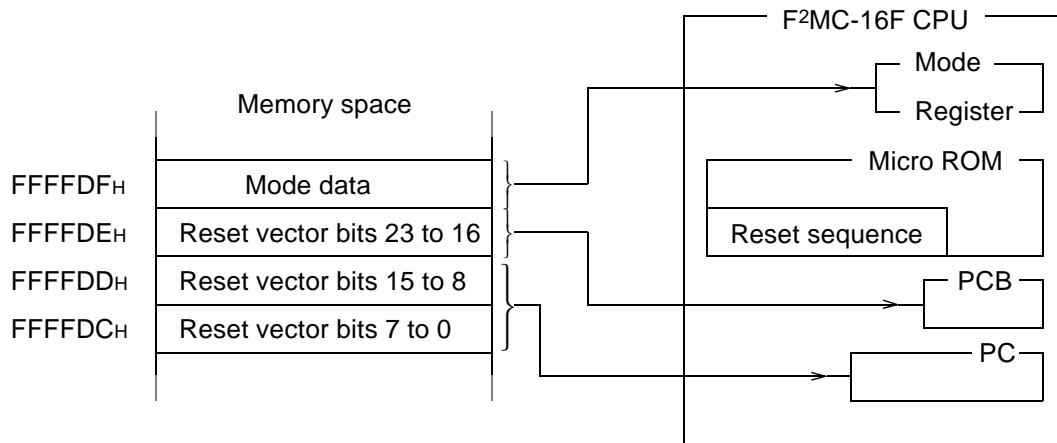 F²MC-16F CPU
Mode
Register
Memory space
Micro ROM
FFFFDFH
Mode data
FFFFDEH
Reset vector bits 23 to 16
Reset sequence
FFFFDDH
Reset vector bits 15 to 8
PCB
FFFFDCH
Reset vector bits 7 to 0
PC